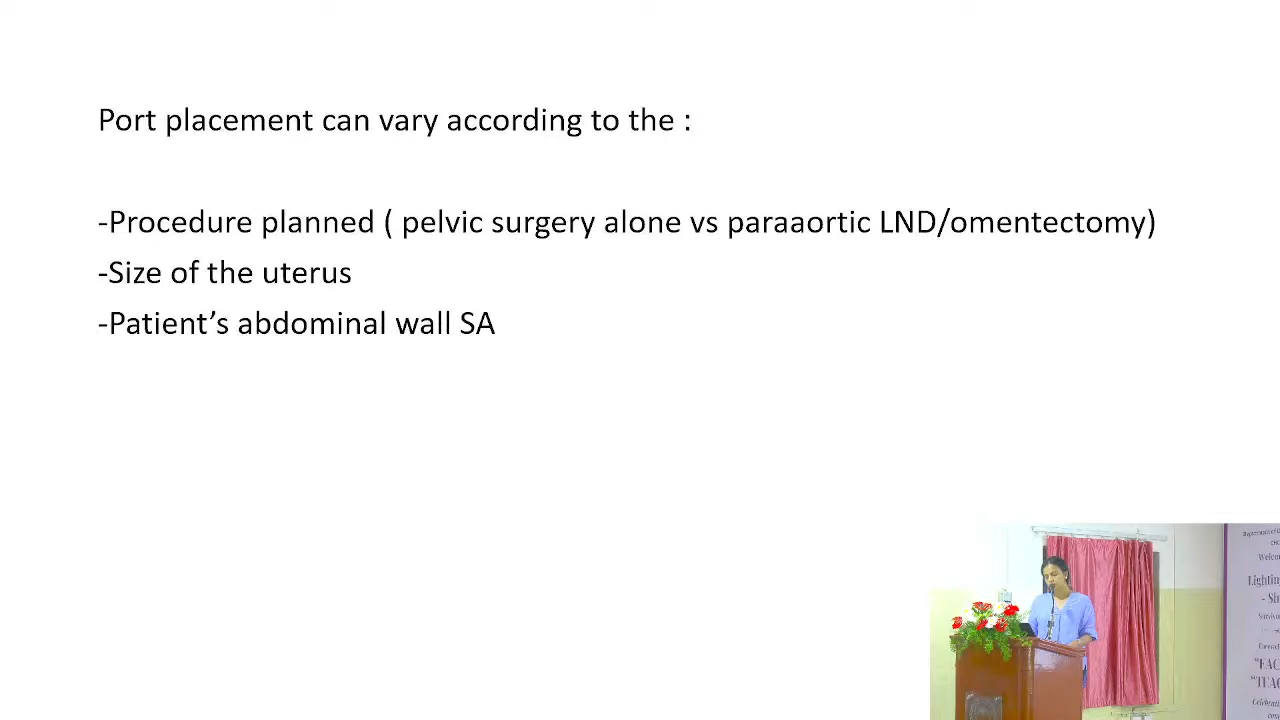 Port placement can vary according to the :
-Procedure planned ( pelvic surgery alone vs paraaortic LND/omentectomy)
-Size of the uterus
-Patient’s abdominal wall SA
Lighting